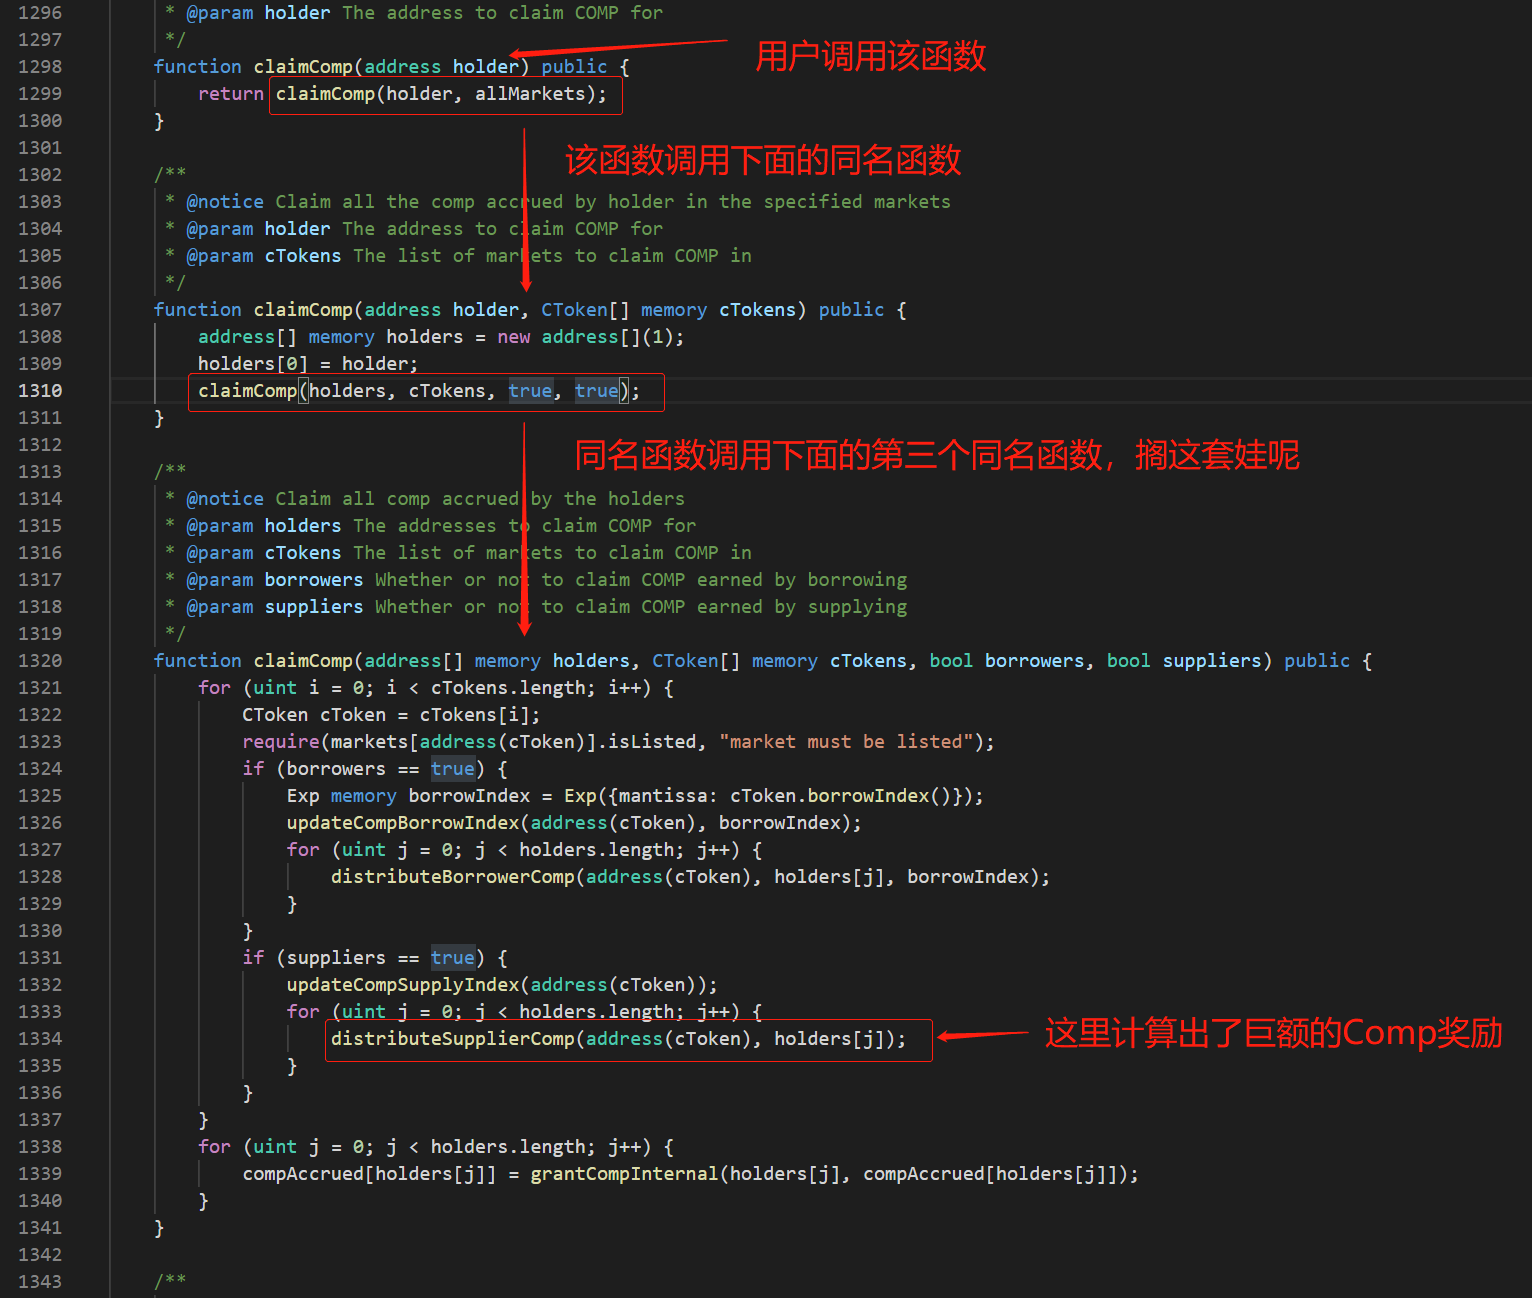 1296 * @param holder The address to claim COMP for
1297 */
1298 function claimComp(address holder) public { 用户调用该函数
1299 return claimComp(holder, allMarkets);
1300 }
1301
该函数调用下面的同名函数
1302 /**
1303 * @notice Claim all the comp accrued by holder in the specified markets
1304 * @param holder The address to claim COMP for
1305 * @param cTokens The list of markets to claim COMP in
1306 */
1307 function claimComp(address holder, CToken[] memory cTokens) public {
1308 address[] memory holders = new address[](1);
1309 holders[0] = holder;
1310 claimComp(holders, cTokens, true, true);
1311 }
1312
同名函数调用下面的第三个同名函数，搁这套娃呢
1313 /**
1314 * @notice Claim all comp accrued by the holders
1315 * @param holders The addresses to claim COMP for
1316 * @param cTokens The list of markets to claim COMP in
1317 * @param borrowers Whether or not to claim COMP earned by borrowing
1318 * @param suppliers Whether or not to claim COMP earned by supplying
1319 */
1320 function claimComp(address[] memory holders, CToken[] memory cTokens, bool borrowers, bool suppliers) public {
1321 for (uint i = 0; i < cTokens.length; i++) {
1322 CToken cToken = cTokens[i];
1323 require(markets[address(cToken)].isListed, "market must be listed");
1324 if (borrowers == true) {
1325 Exp memory borrowIndex = Exp({mantissa: cToken.borrowIndex()});
1326 updateCompBorrowIndex(address(cToken), borrowIndex);
1327 for (uint j = 0; j < holders.length; j++) {
1328 distributeBorrowerComp(address(cToken), holders[j], borrowIndex);
1329 }
1330 }
1331 if (suppliers == true) {
1332 updateCompSupplyIndex(address(cToken));
1333 for (uint j = 0; j < holders.length; j++) {
1334 distributeSupplierComp(address(cToken), holders[j]); 这里计算出了巨额的Comp奖励
1335 }
1336 }
1337 }
1338 for (uint j = 0; j < holders.length; j++) {
1339 compAccrued[holders[j]] = grantCompInternal(holders[j], compAccrued[holders[j]]);
1340 }
1341 }
1342
1343 /**